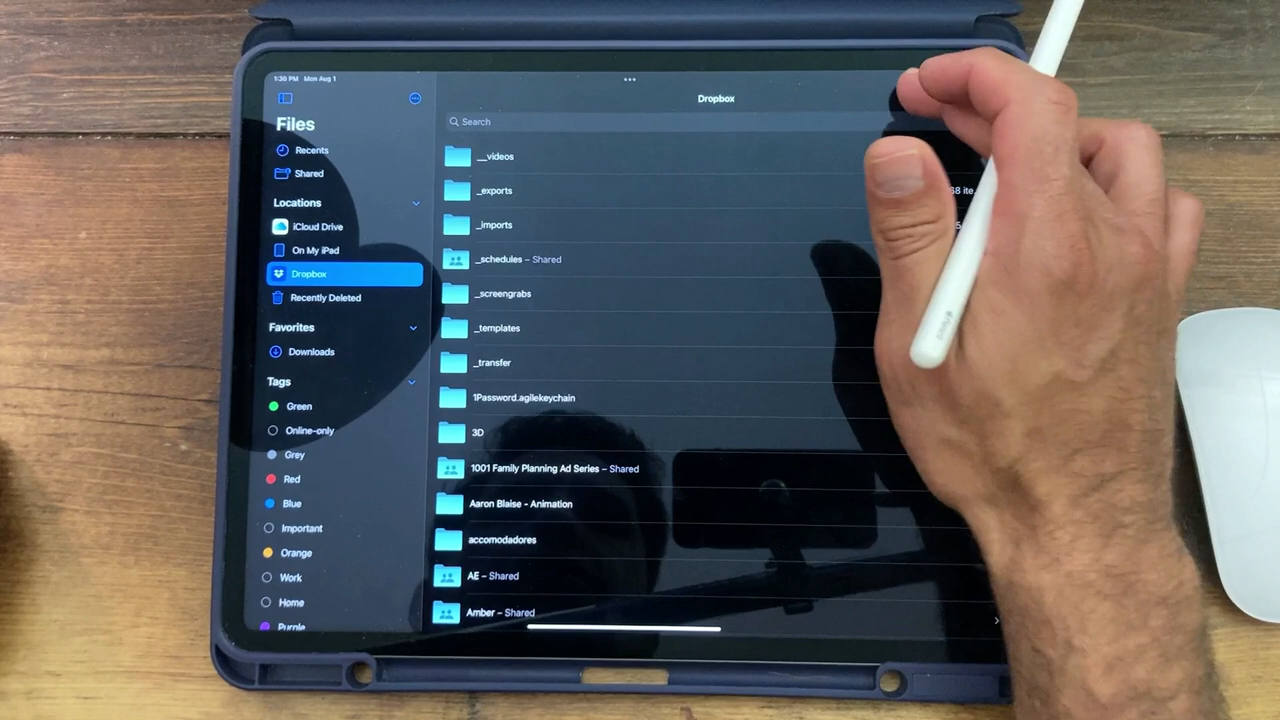 1:30 PM Mon Aug 1
Files
Recents
Shared
Locations
iCloud Drive
On My iPad
Dropbox
Recently Deleted
Favorites
Downloads
Tags
Green
Online-only
Grey
Red
Blue
Important
Orange
Work
Home
Purple
Dropbox
Search
__videos
_exports
_imports
_schedules – Shared
_screengrabs
_templates
_transfer
1Password.agilekeychain
3D
1001 Family Planning Ad Series – Shared
Aaron Blaise - Animation
accomodadores
AE – Shared
Amber – Shared